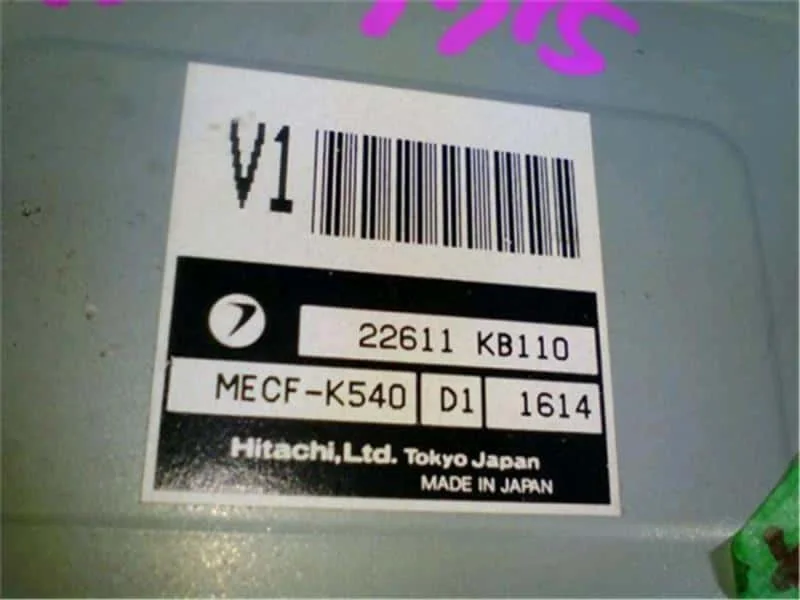 V1
22611 KB110
MECF-K540 D1 1614
Hitachi,Ltd. Tokyo Japan
MADE IN JAPAN